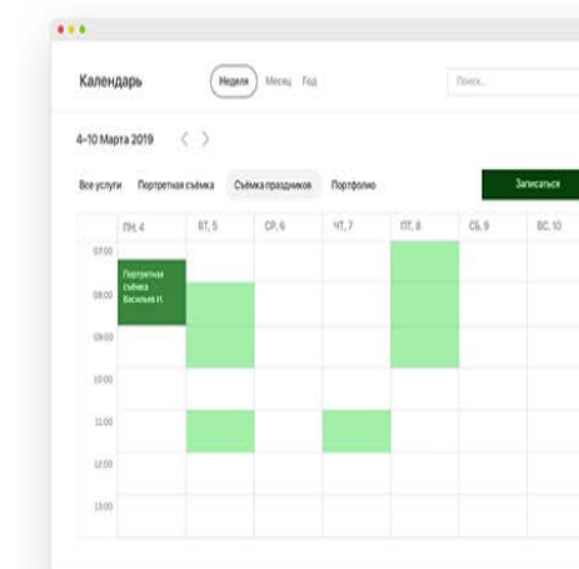 Календарь
Неделя Месяц Год
Поиск...
4–10 Марта 2019
Все услуги Портретная съёмка Съёмка праздников Портфолио
Записаться
ПН, 4 ВТ, 5 СР, 6 ЧТ, 7 ПТ, 8 СБ, 9 ВС, 10
07:00
Портретная
съёмка
08:00
Васильев И.
09:00
10:00
11:00
12:00
13:00